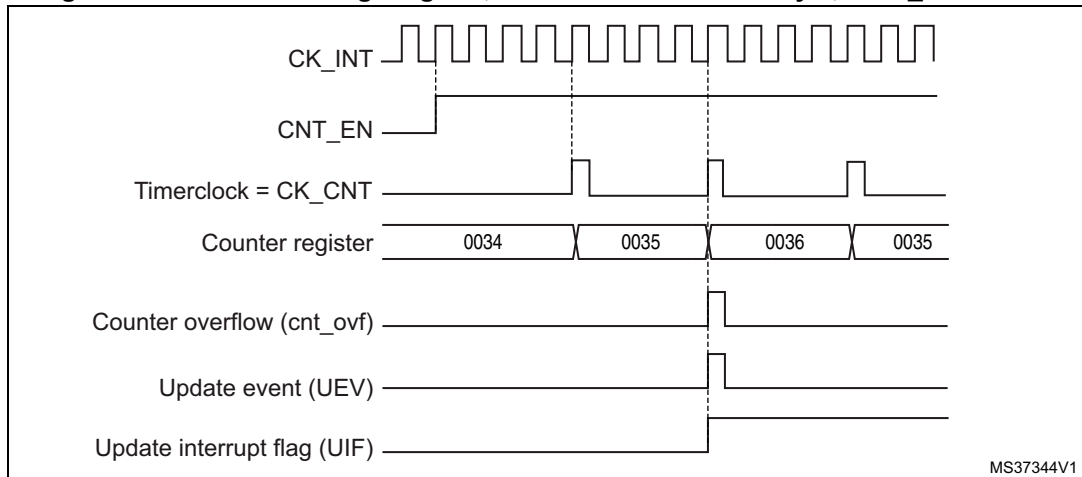 CK_INT
CNT_EN
Timerclock = CK_CNT
Counter register 0034 0035 0036 0035
Counter overflow (cnt_ovf)
Update event (UEV)
Update interrupt flag (UIF)
MS37344V1